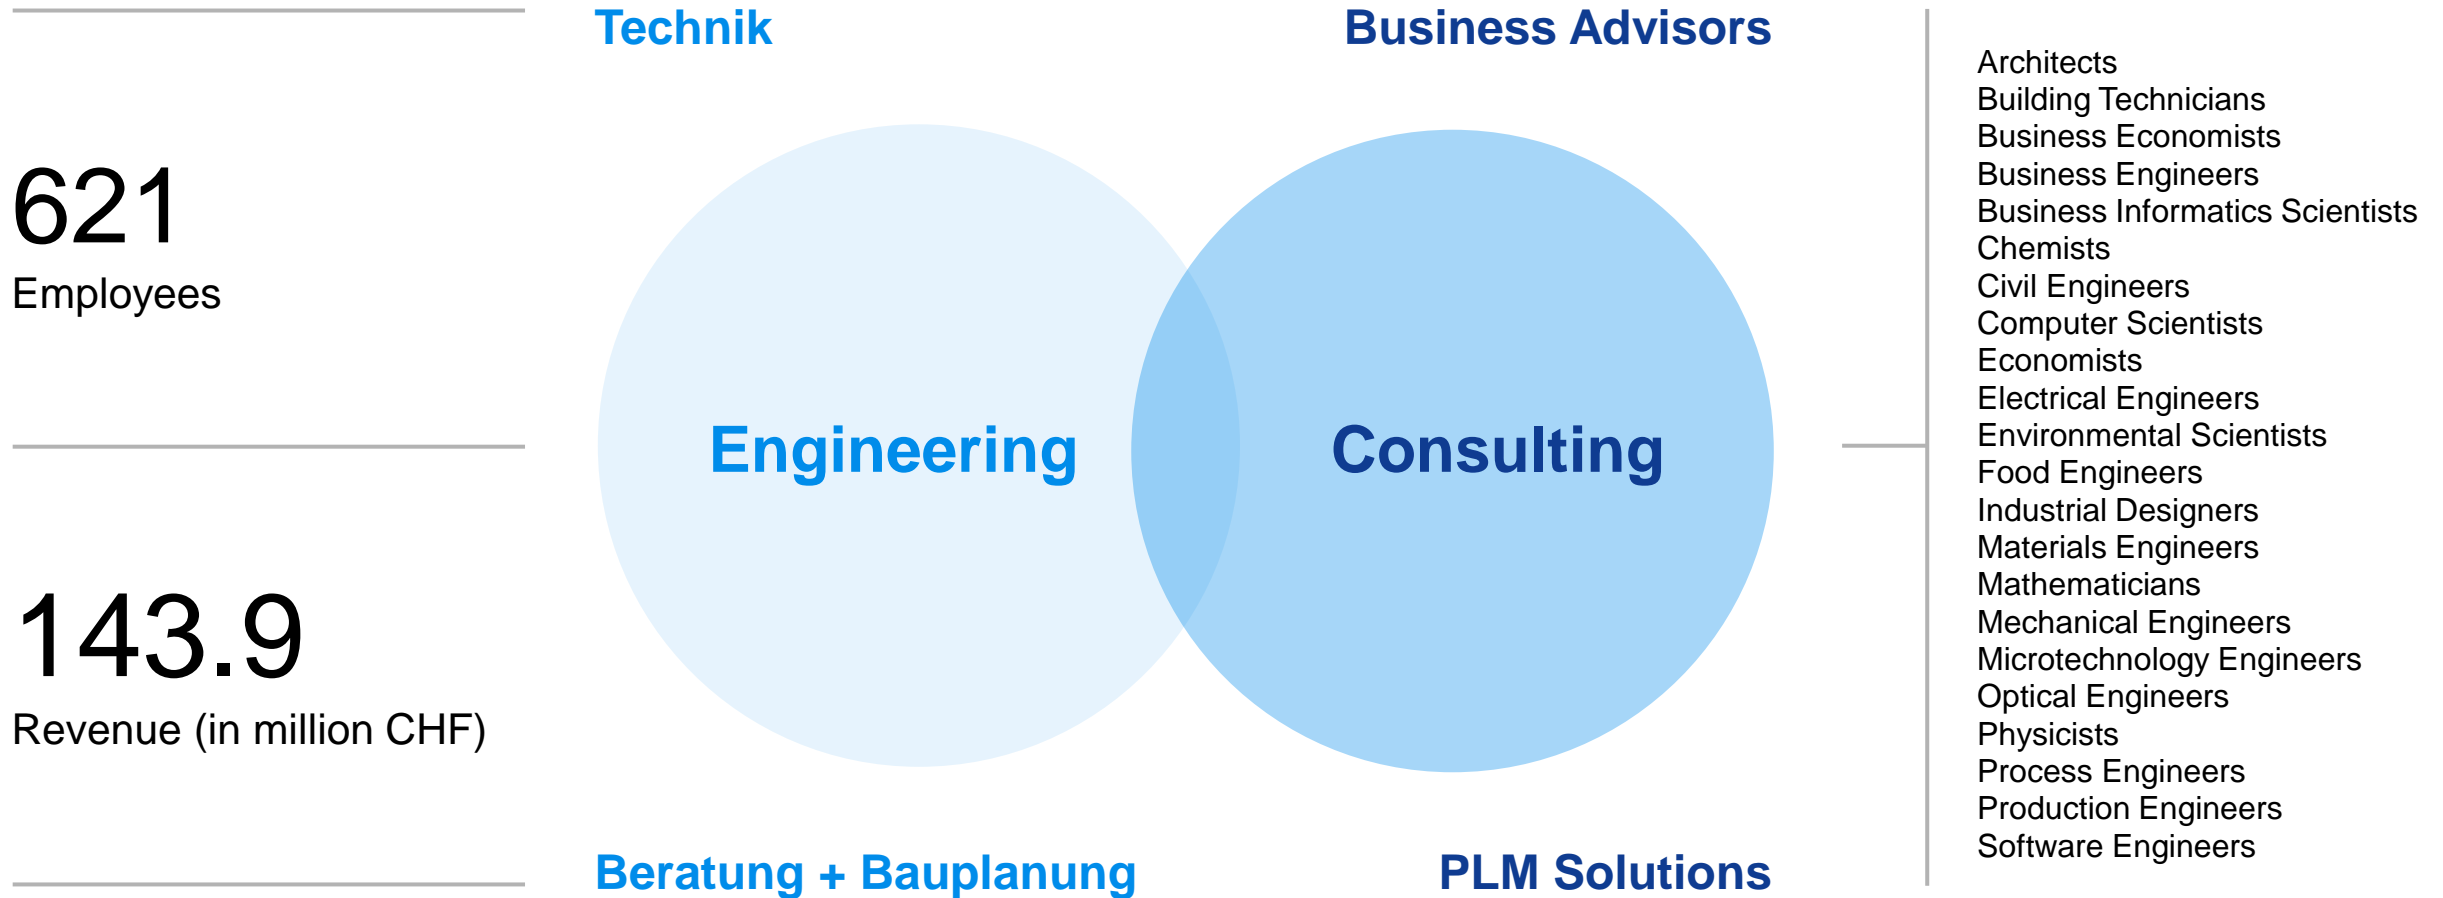 621
Employees
143.9
Revenue (in million CHF)
Technik
Business Advisors
Engineering
Consulting
Beratung + Bauplanung
PLM Solutions
Architects
Building Technicians
Business Economists
Business Engineers
Business Informatics Scientists
Chemists
Civil Engineers
Computer Scientists
Economists
Electrical Engineers
Environmental Scientists
Food Engineers
Industrial Designers
Materials Engineers
Mathematicians
Mechanical Engineers
Microtechnology Engineers
Optical Engineers
Physicists
Process Engineers
Production Engineers
Software Engineers